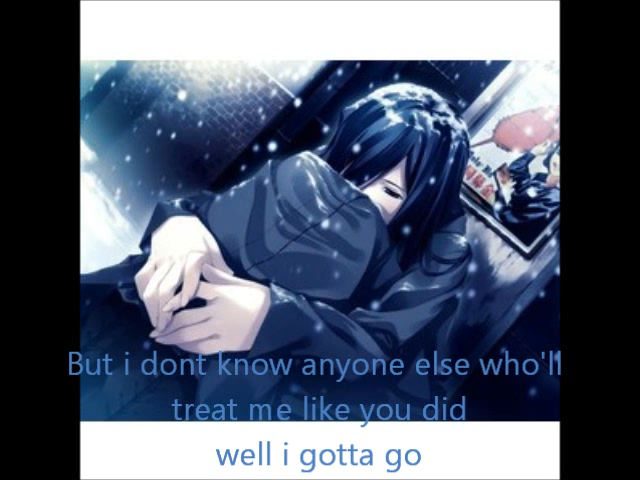 But i dont know anyone else who'll
treat me like you did
well i gotta go